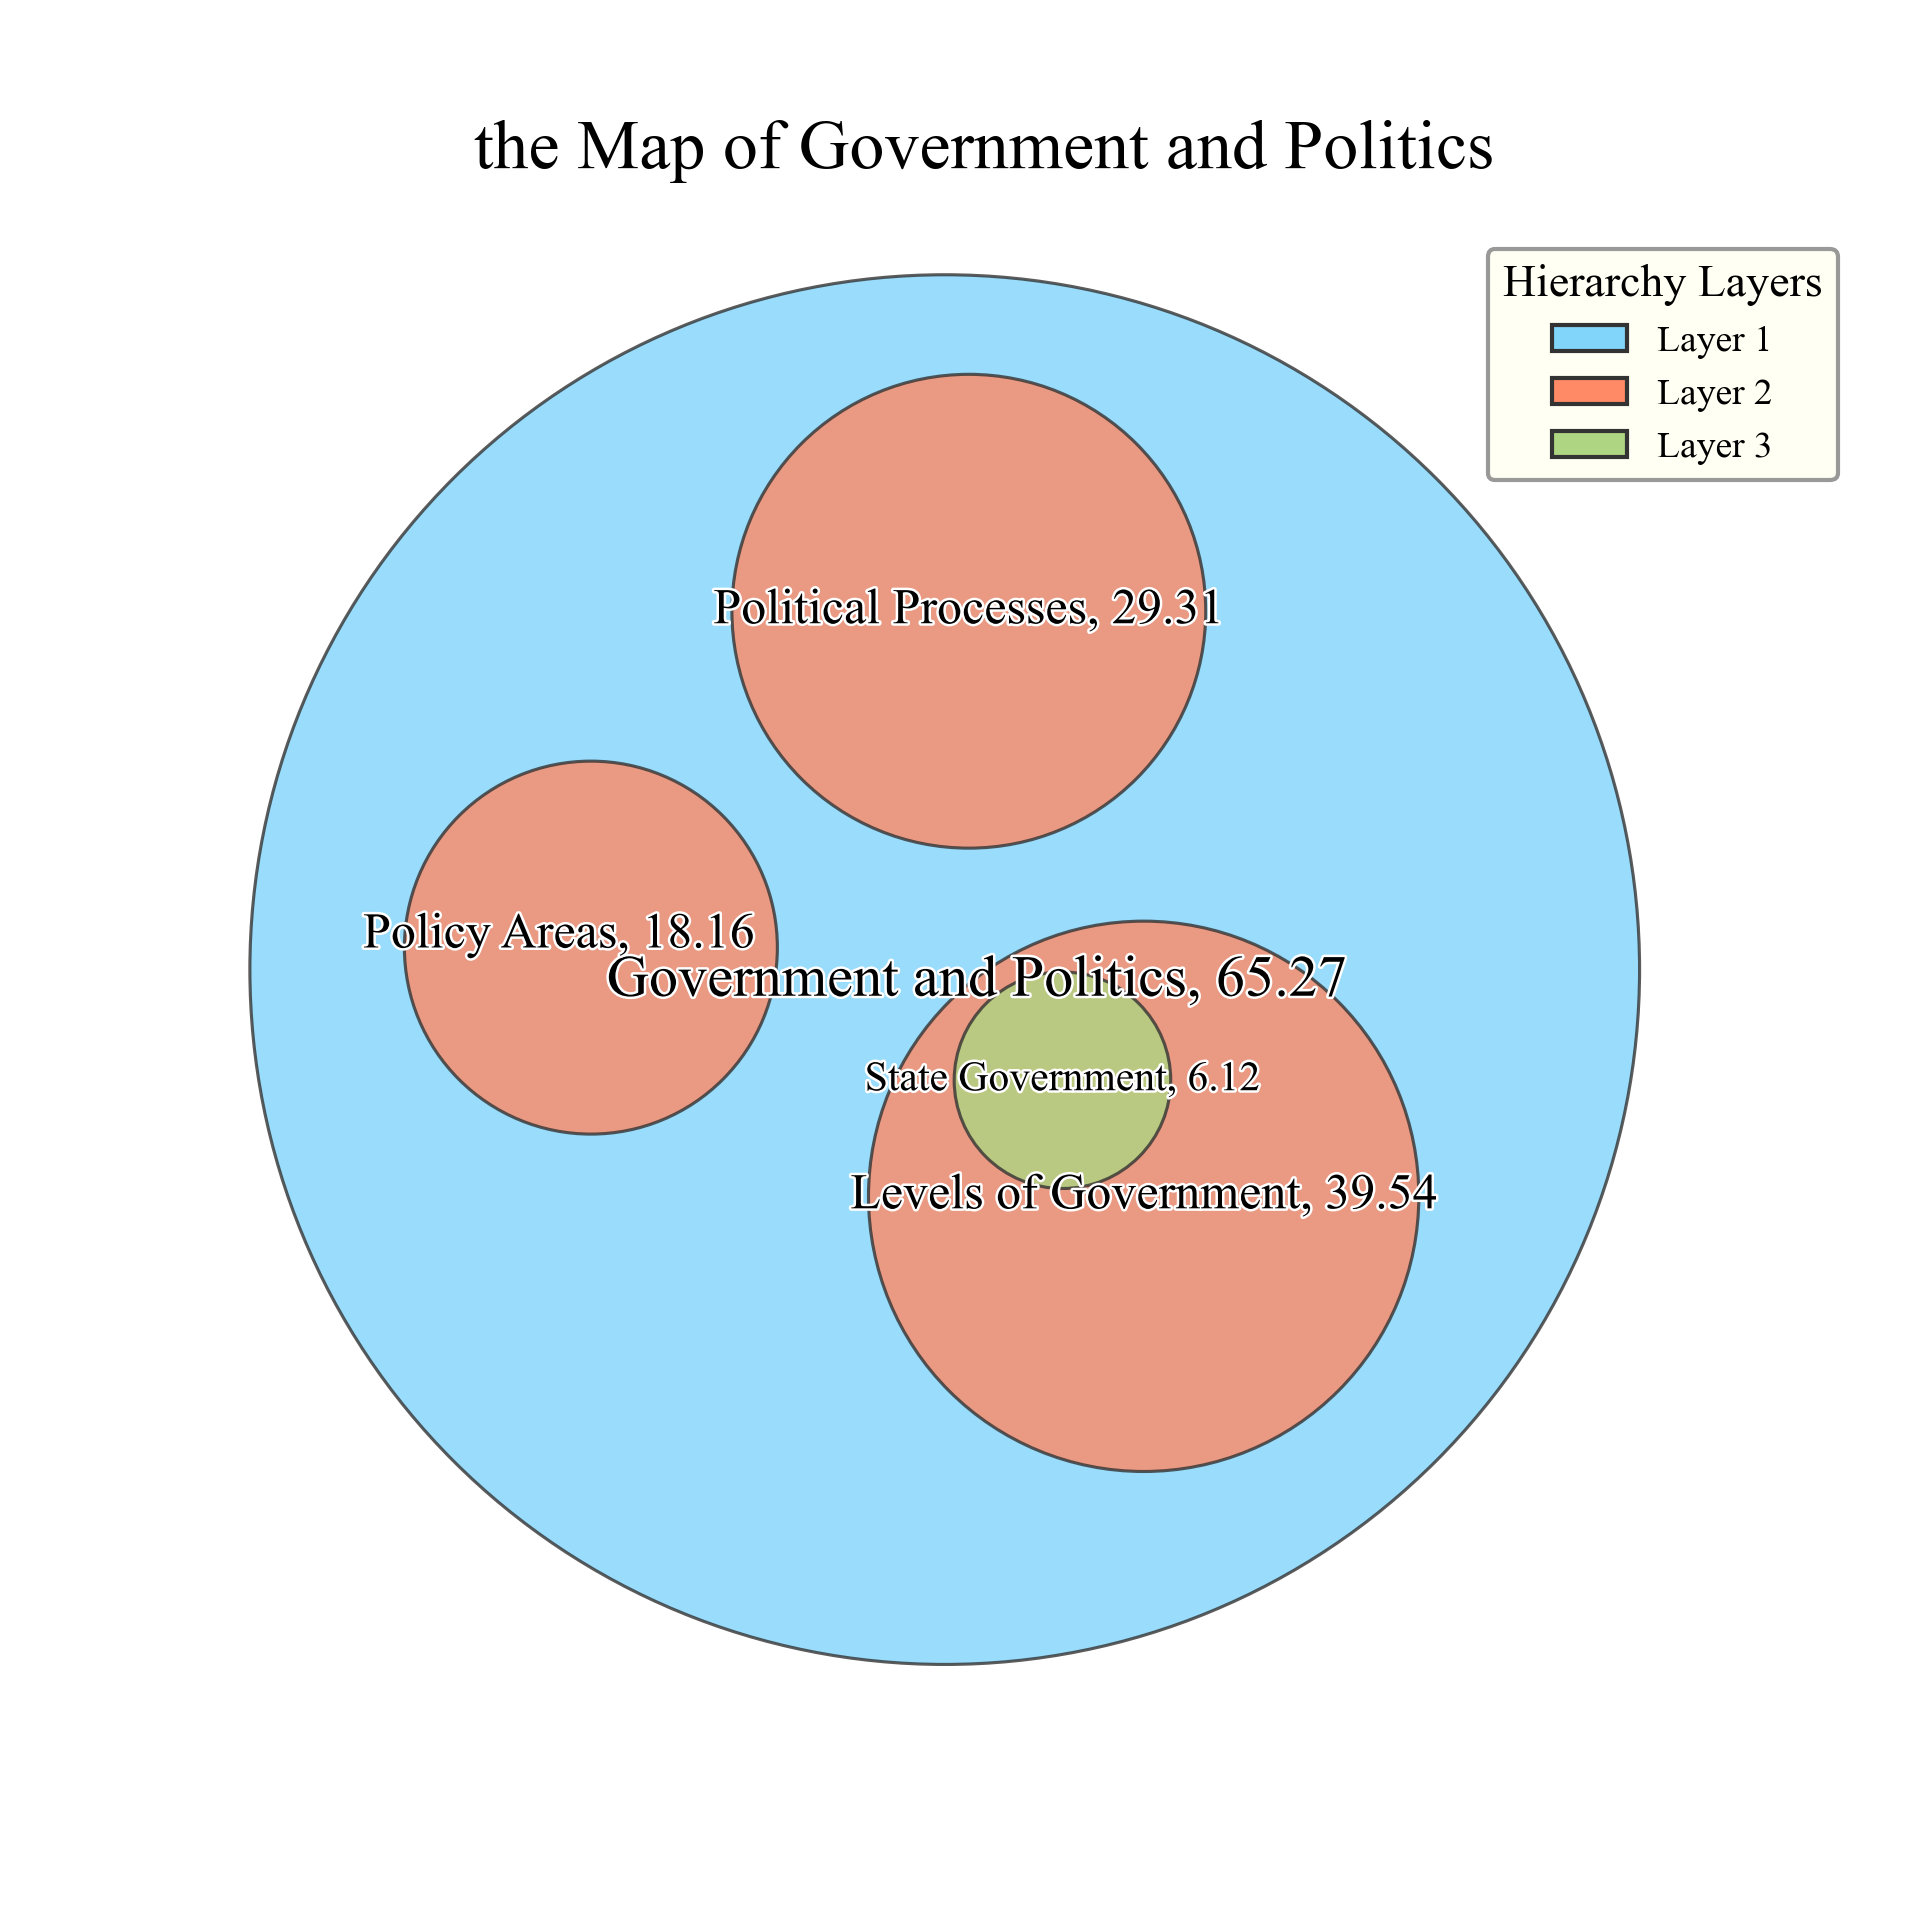 the Map of Government and Politics
Hierarchy Layers
Layer 1
Layer 2
Layer 3
Political Processes, 29.31
Policy Areas, 18.16
Government and Politics, 65.27
State Government, 6.12
Levels of Government, 39.54